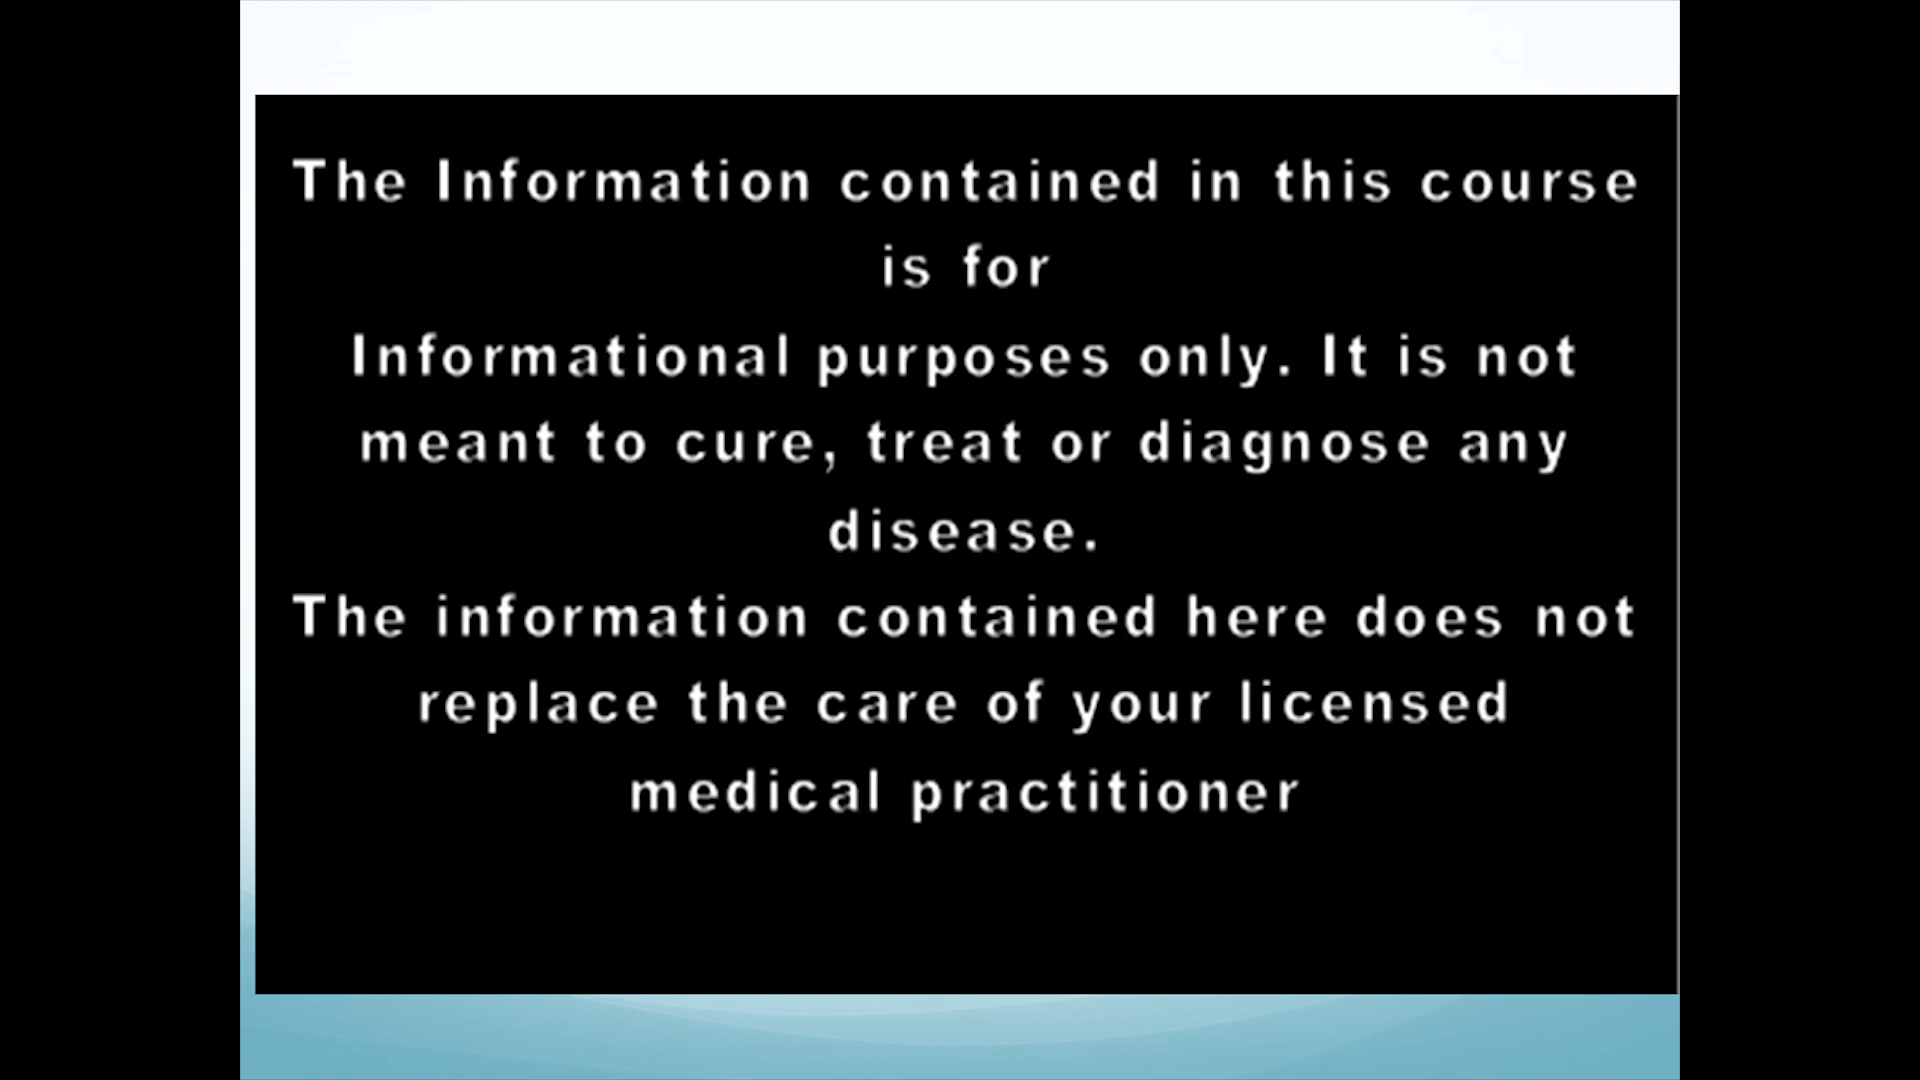 The Information contained in this course
is for
Informational purposes only. It is not
meant to cure, treat or diagnose any
disease.
The information contained here does not
replace the care of your licensed
medical practitioner